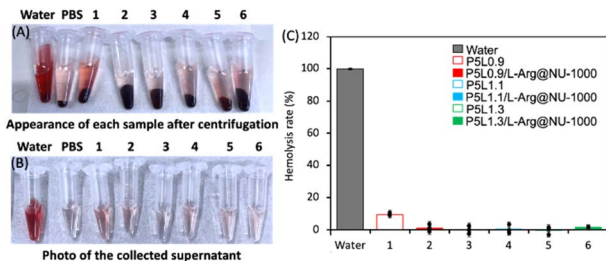 Water PBS 1 2 3 4 5 6
(A)
Appearance of each sample after centrifugation
Water PBS 1 2 3 4 5 6
(B)
Photo of the collected supernatant
(C)
120
100
80
60
40
20
0
Hemolysis rate (%)
Water
P5L0.9
P5L0.9/L-Arg@NU-1000
P5L1.1
P5L1.1/L-Arg@NU-1000
P5L1.3
P5L1.3/L-Arg@NU-1000
Water 1 2 3 4 5 6